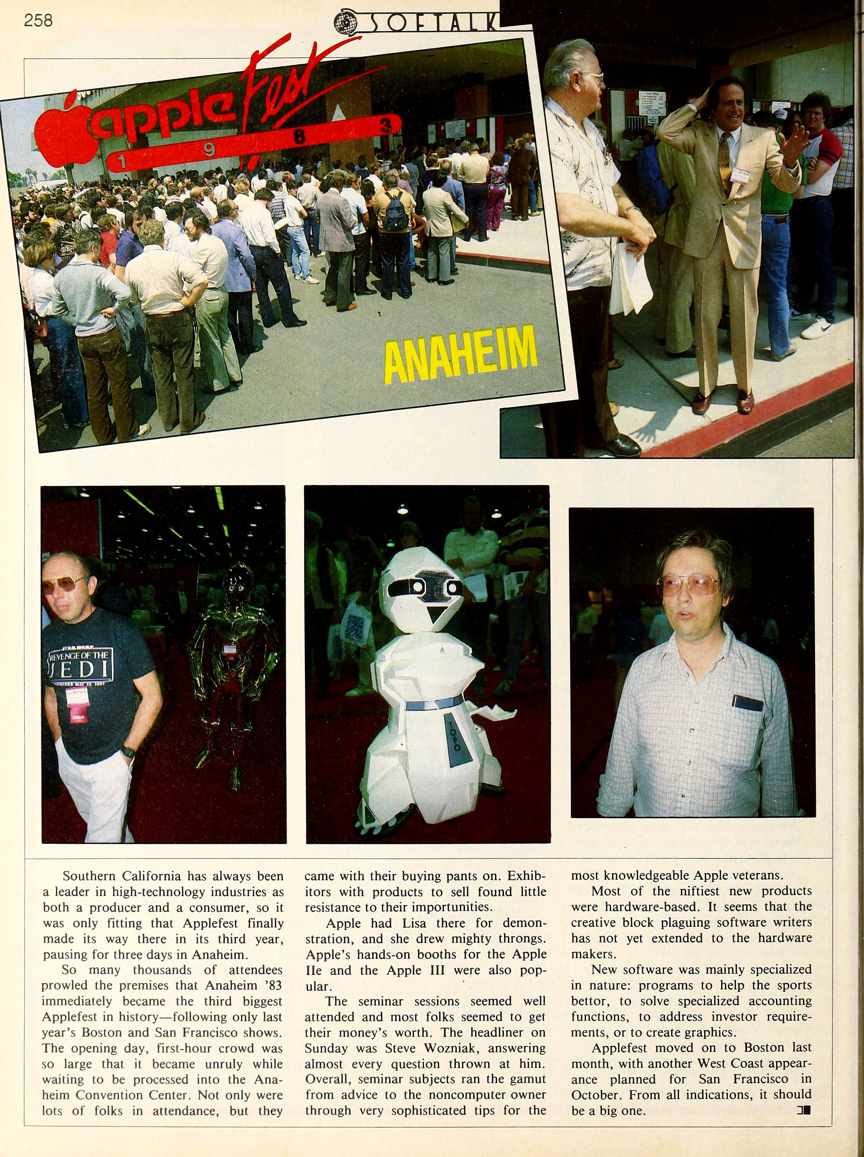 258
SOFTALK
apple Fest
1 9 8 3
ANAHEIM
STAR WARS
REVENGE OF THE
JEDI
TOPO
Southern California has always been
a leader in high-technology industries as
both a producer and a consumer, so it
was only fitting that Applefest finally
made its way there in its third year,
pausing for three days in Anaheim.
So many thousands of attendees
prowled the premises that Anaheim '83
immediately became the third biggest
Applefest in history—following only last
year's Boston and San Francisco shows.
The opening day, first-hour crowd was
so large that it became unruly while
waiting to be processed into the Ana-
heim Convention Center. Not only were
lots of folks in attendance, but they
came with their buying pants on. Exhib-
itors with products to sell found little
resistance to their importunities.
Apple had Lisa there for demon-
stration, and she drew mighty throngs.
Apple's hands-on booths for the Apple
IIe and the Apple III were also pop-
ular.
The seminar sessions seemed well
attended and most folks seemed to get
their money's worth. The headliner on
Sunday was Steve Wozniak, answering
almost every question thrown at him.
Overall, seminar subjects ran the gamut
from advice to the noncomputer owner
through very sophisticated tips for the
most knowledgeable Apple veterans.
Most of the niftiest new products
were hardware-based. It seems that the
creative block plaguing software writers
has not yet extended to the hardware
makers.
New software was mainly specialized
in nature: programs to help the sports
bettor, to solve specialized accounting
functions, to address investor require-
ments, or to create graphics.
Applefest moved on to Boston last
month, with another West Coast appear-
ance planned for San Francisco in
October. From all indications, it should
be a big one.